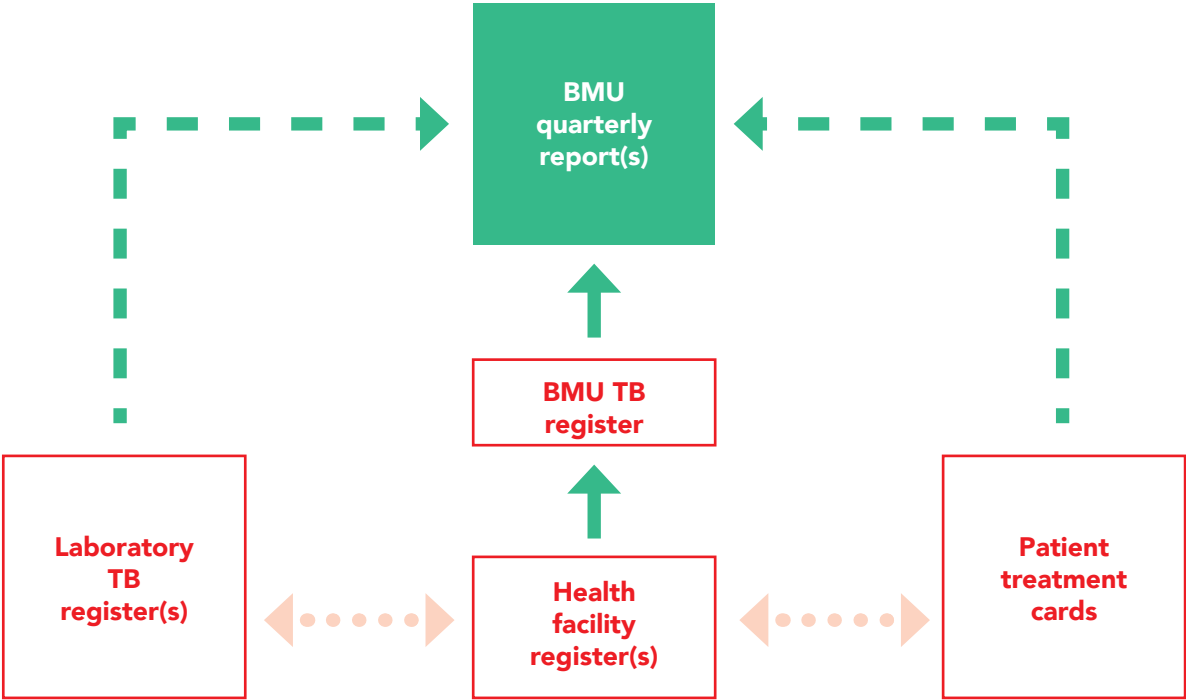 BMU
quarterly
report(s)
BMU TB
register
Laboratory
TB
register(s)
Health
facility
register(s)
Patient
treatment
cards